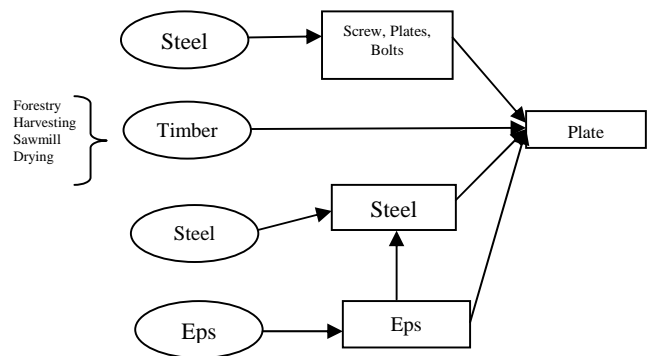 Steel
Screw, Plates,
Bolts
Forestry
Harvesting
Sawmill
Drying
Timber
Plate
Steel
Steel
Eps
Eps